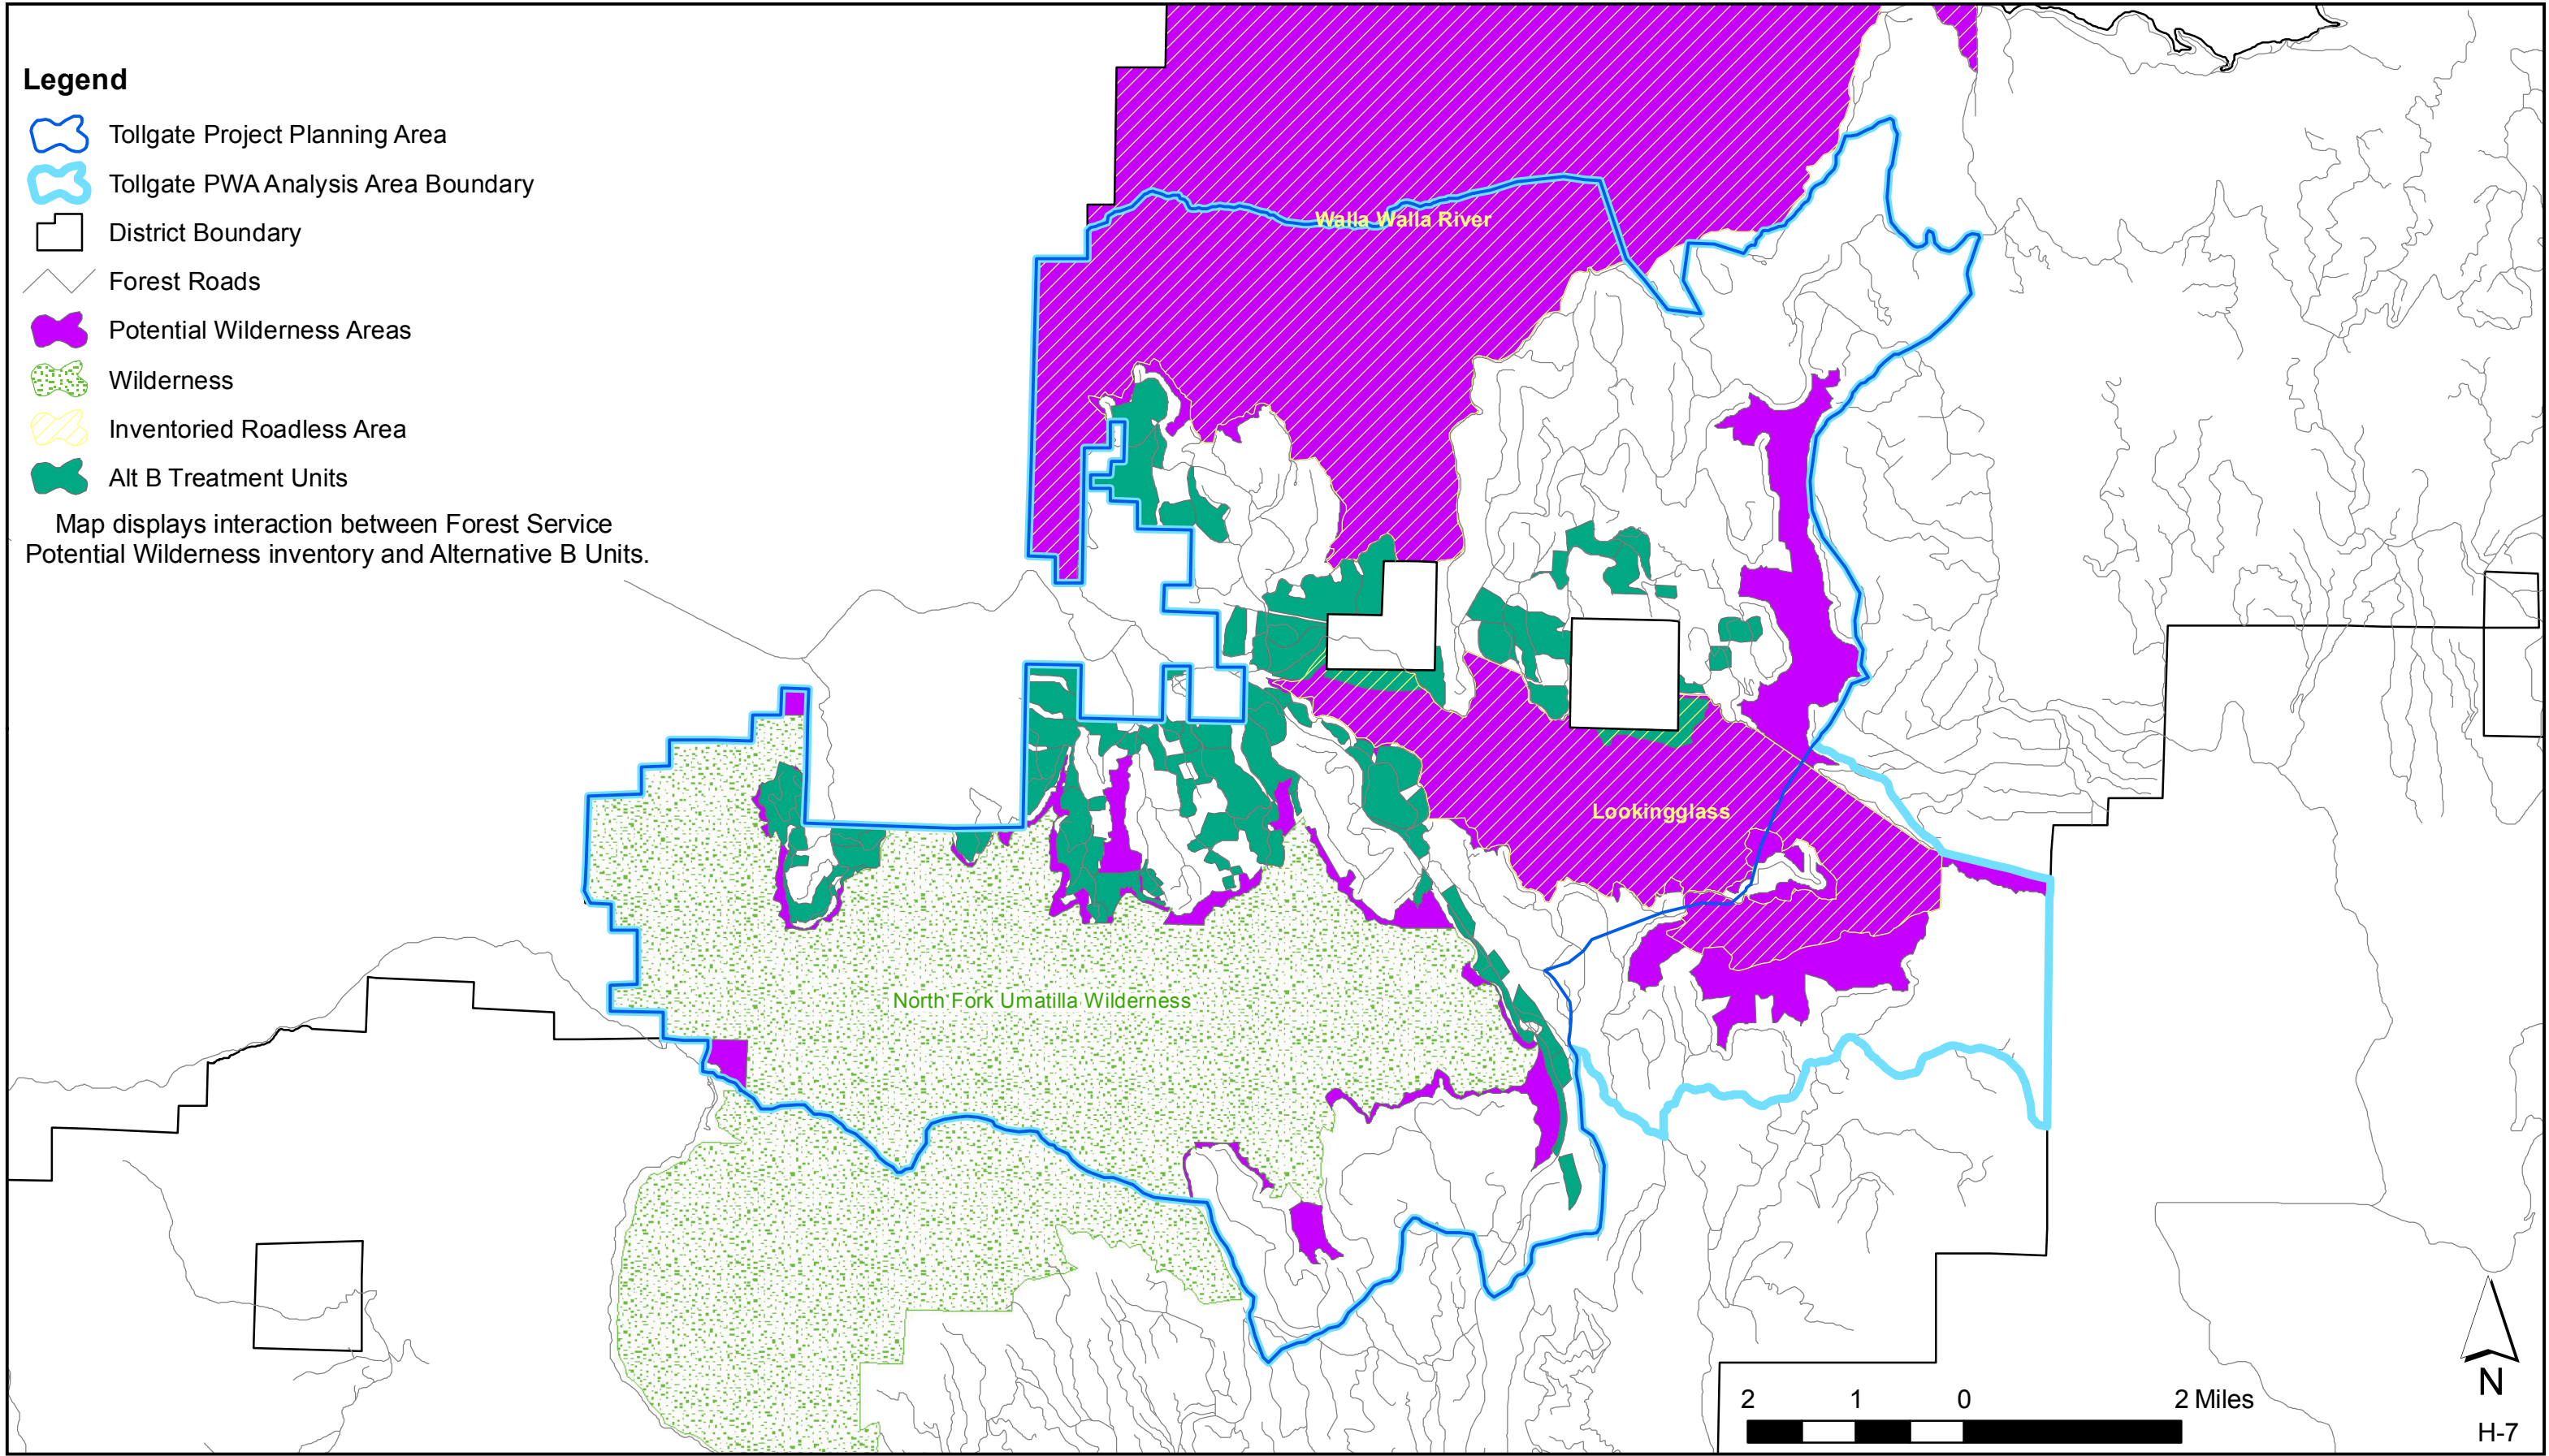 Legend
Tollgate Project Planning Area
Tollgate PWA Analysis Area Boundary
District Boundary
Forest Roads
Potential Wilderness Areas
Wilderness
Inventoried Roadless Area
Alt B Treatment Units
Map displays interaction between Forest Service
Potential Wilderness inventory and Alternative B Units.
Walla Walla River
Lookingglass
North Fork Umatilla Wilderness
2 1 0 2 Miles
N
H-7